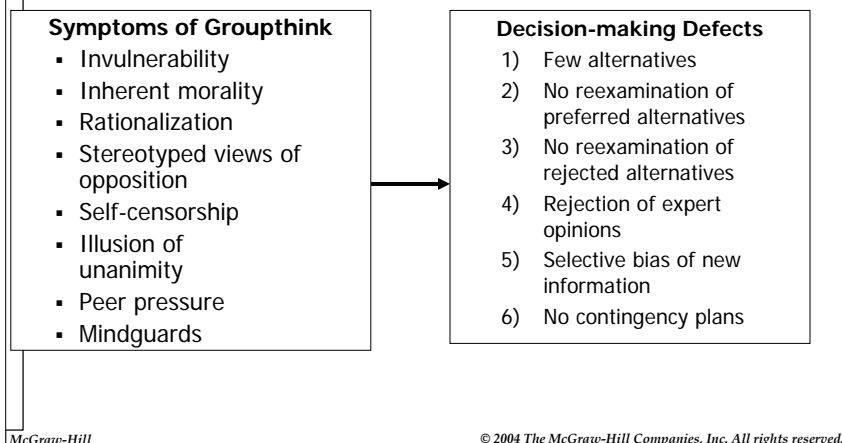 Symptoms of Groupthink
▪ Invulnerability
▪ Inherent morality
▪ Rationalization
▪ Stereotyped views of
opposition
▪ Self-censorship
▪ Illusion of
unanimity
▪ Peer pressure
▪ Mindguards
Decision-making Defects
1) Few alternatives
2) No reexamination of
preferred alternatives
3) No reexamination of
rejected alternatives
4) Rejection of expert
opinions
5) Selective bias of new
information
6) No contingency plans
McGraw-Hill
© 2004 The McGraw-Hill Companies, Inc. All rights reserved.